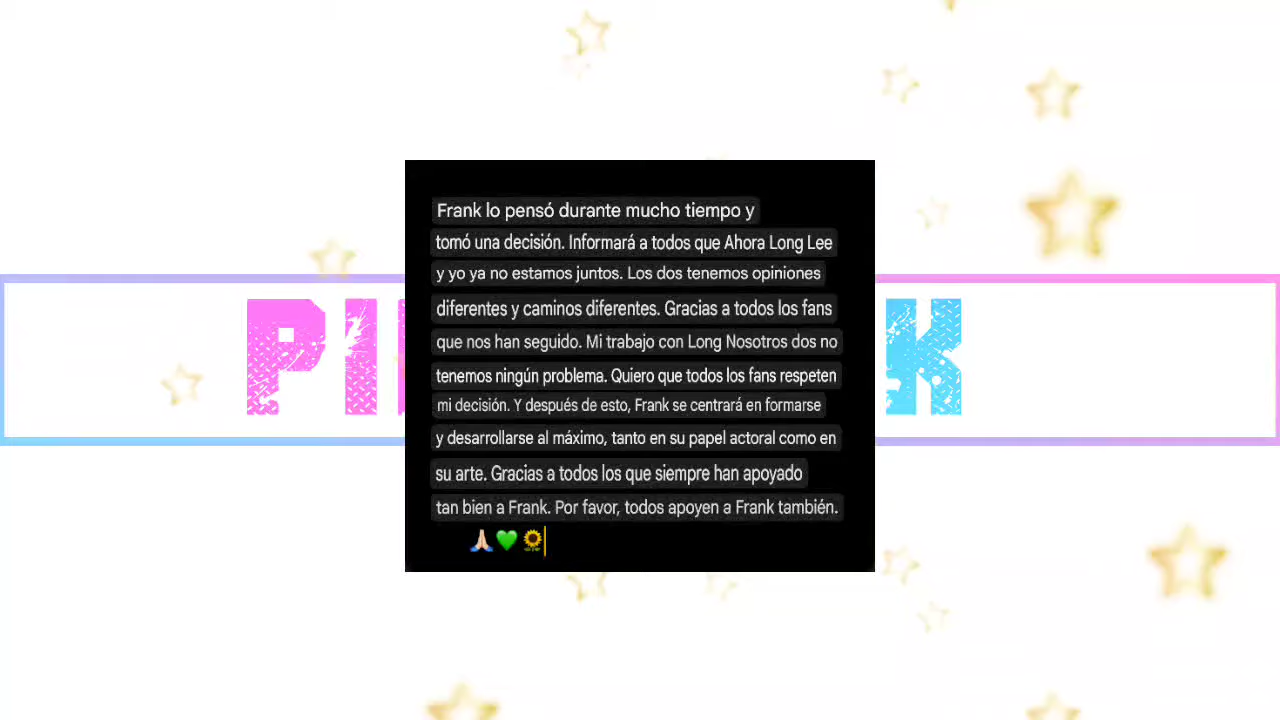 Frank lo pensó durante mucho tiempo y
tomó una decisión. Informará a todos que Ahora Long Lee
y yo ya no estamos juntos. Los dos tenemos opiniones
diferentes y caminos diferentes. Gracias a todos los fans
que nos han seguido. Mi trabajo con Long Nosotros dos no
tenemos ningún problema. Quiero que todos los fans respeten
mi decisión. Y después de esto, Frank se centrará en formarse
y desarrollarse al máximo, tanto en su papel actoral como en
su arte. Gracias a todos los que siempre han apoyado
tan bien a Frank. Por favor, todos apoyen a Frank también.
🙏🏻💚🌻